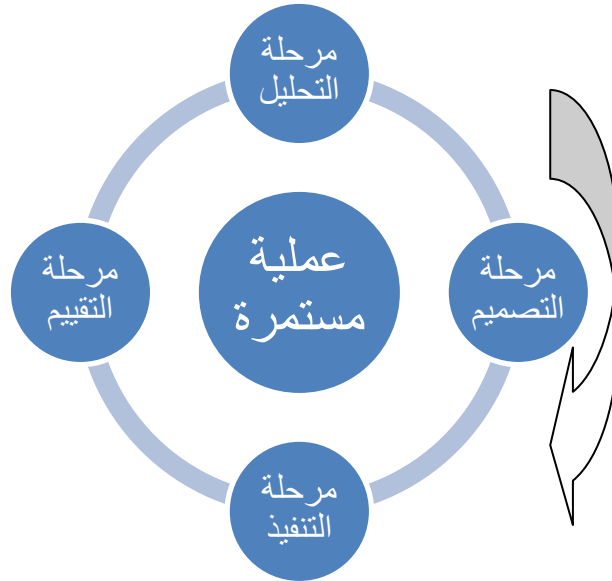 مرحلة
التحليل
مرحلة
التصميم
مرحلة
التنفيذ
مرحلة
التقييم
عملية
مستمرة